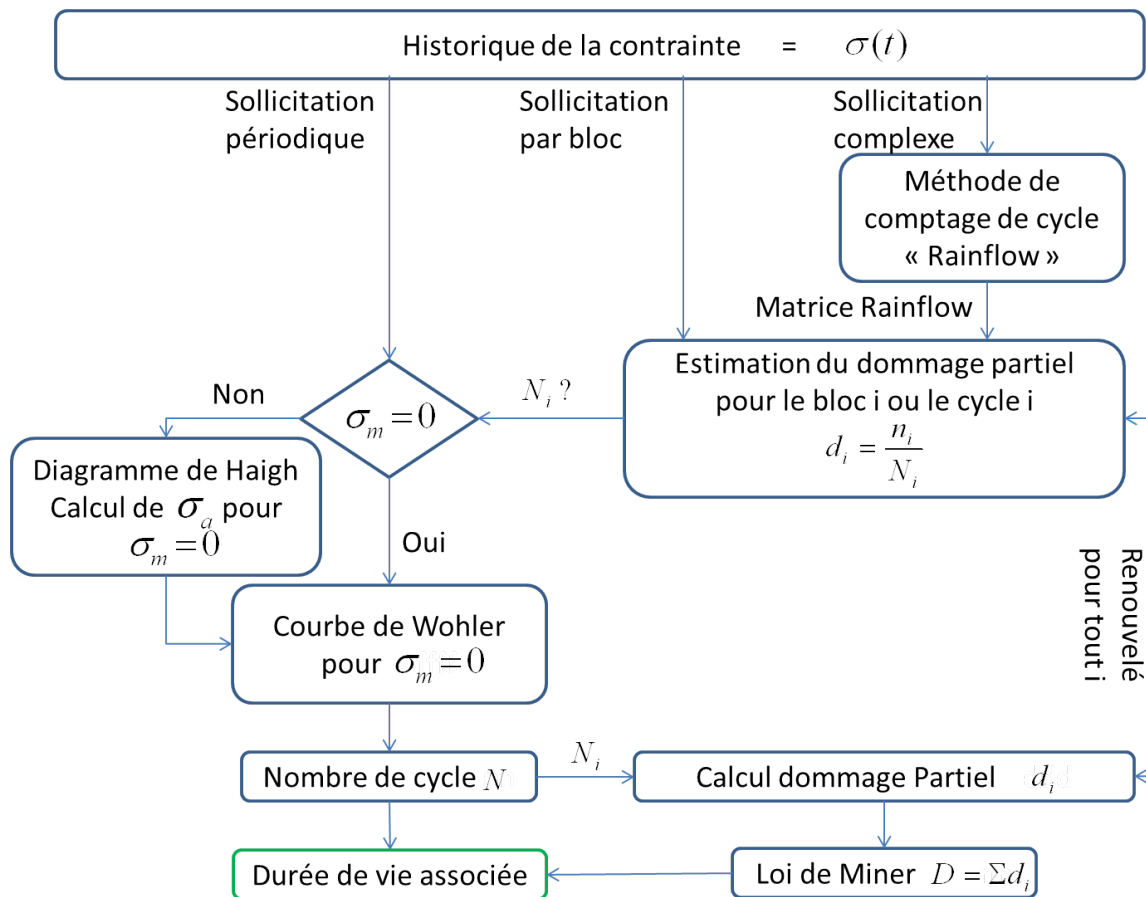 Historique de la contrainte = σ(t)
Sollicitation
périodique
Sollicitation
par bloc
Sollicitation
complexe
Méthode de
comptage de cycle
« Rainflow »
Matrice Rainflow
Estimation du dommage partiel
pour le bloc i ou le cycle i
d_i = n_i / N_i
N_i ?
σ_m = 0
Non
Diagramme de Haigh
Calcul de σ_a pour
σ_m = 0
Oui
Courbe de Wohler
pour σ_m = 0
Renouvelé
pour tout i
Nombre de cycle N
N_i
Calcul dommage Partiel d_i
Durée de vie associée
Loi de Miner D = Σd_i